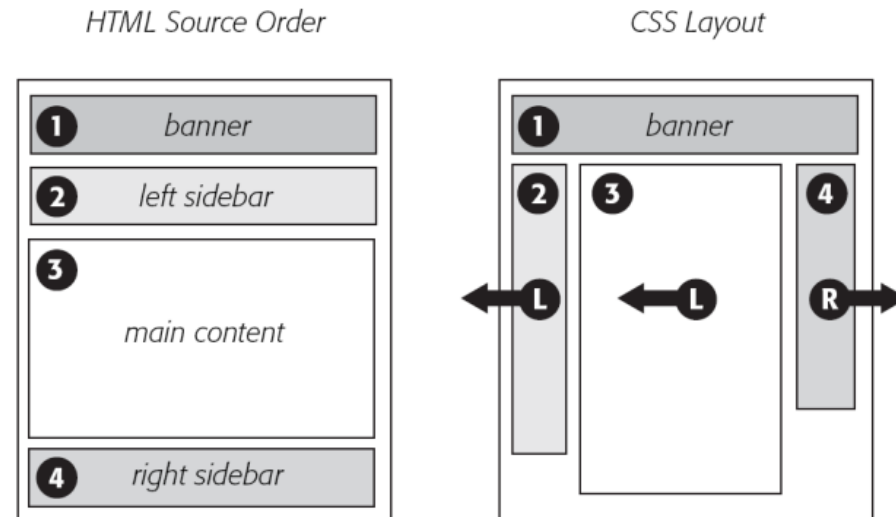 HTML Source Order
1 banner
2 left sidebar
3
main content
4 right sidebar
CSS Layout
1 banner
2 3 4
L L R